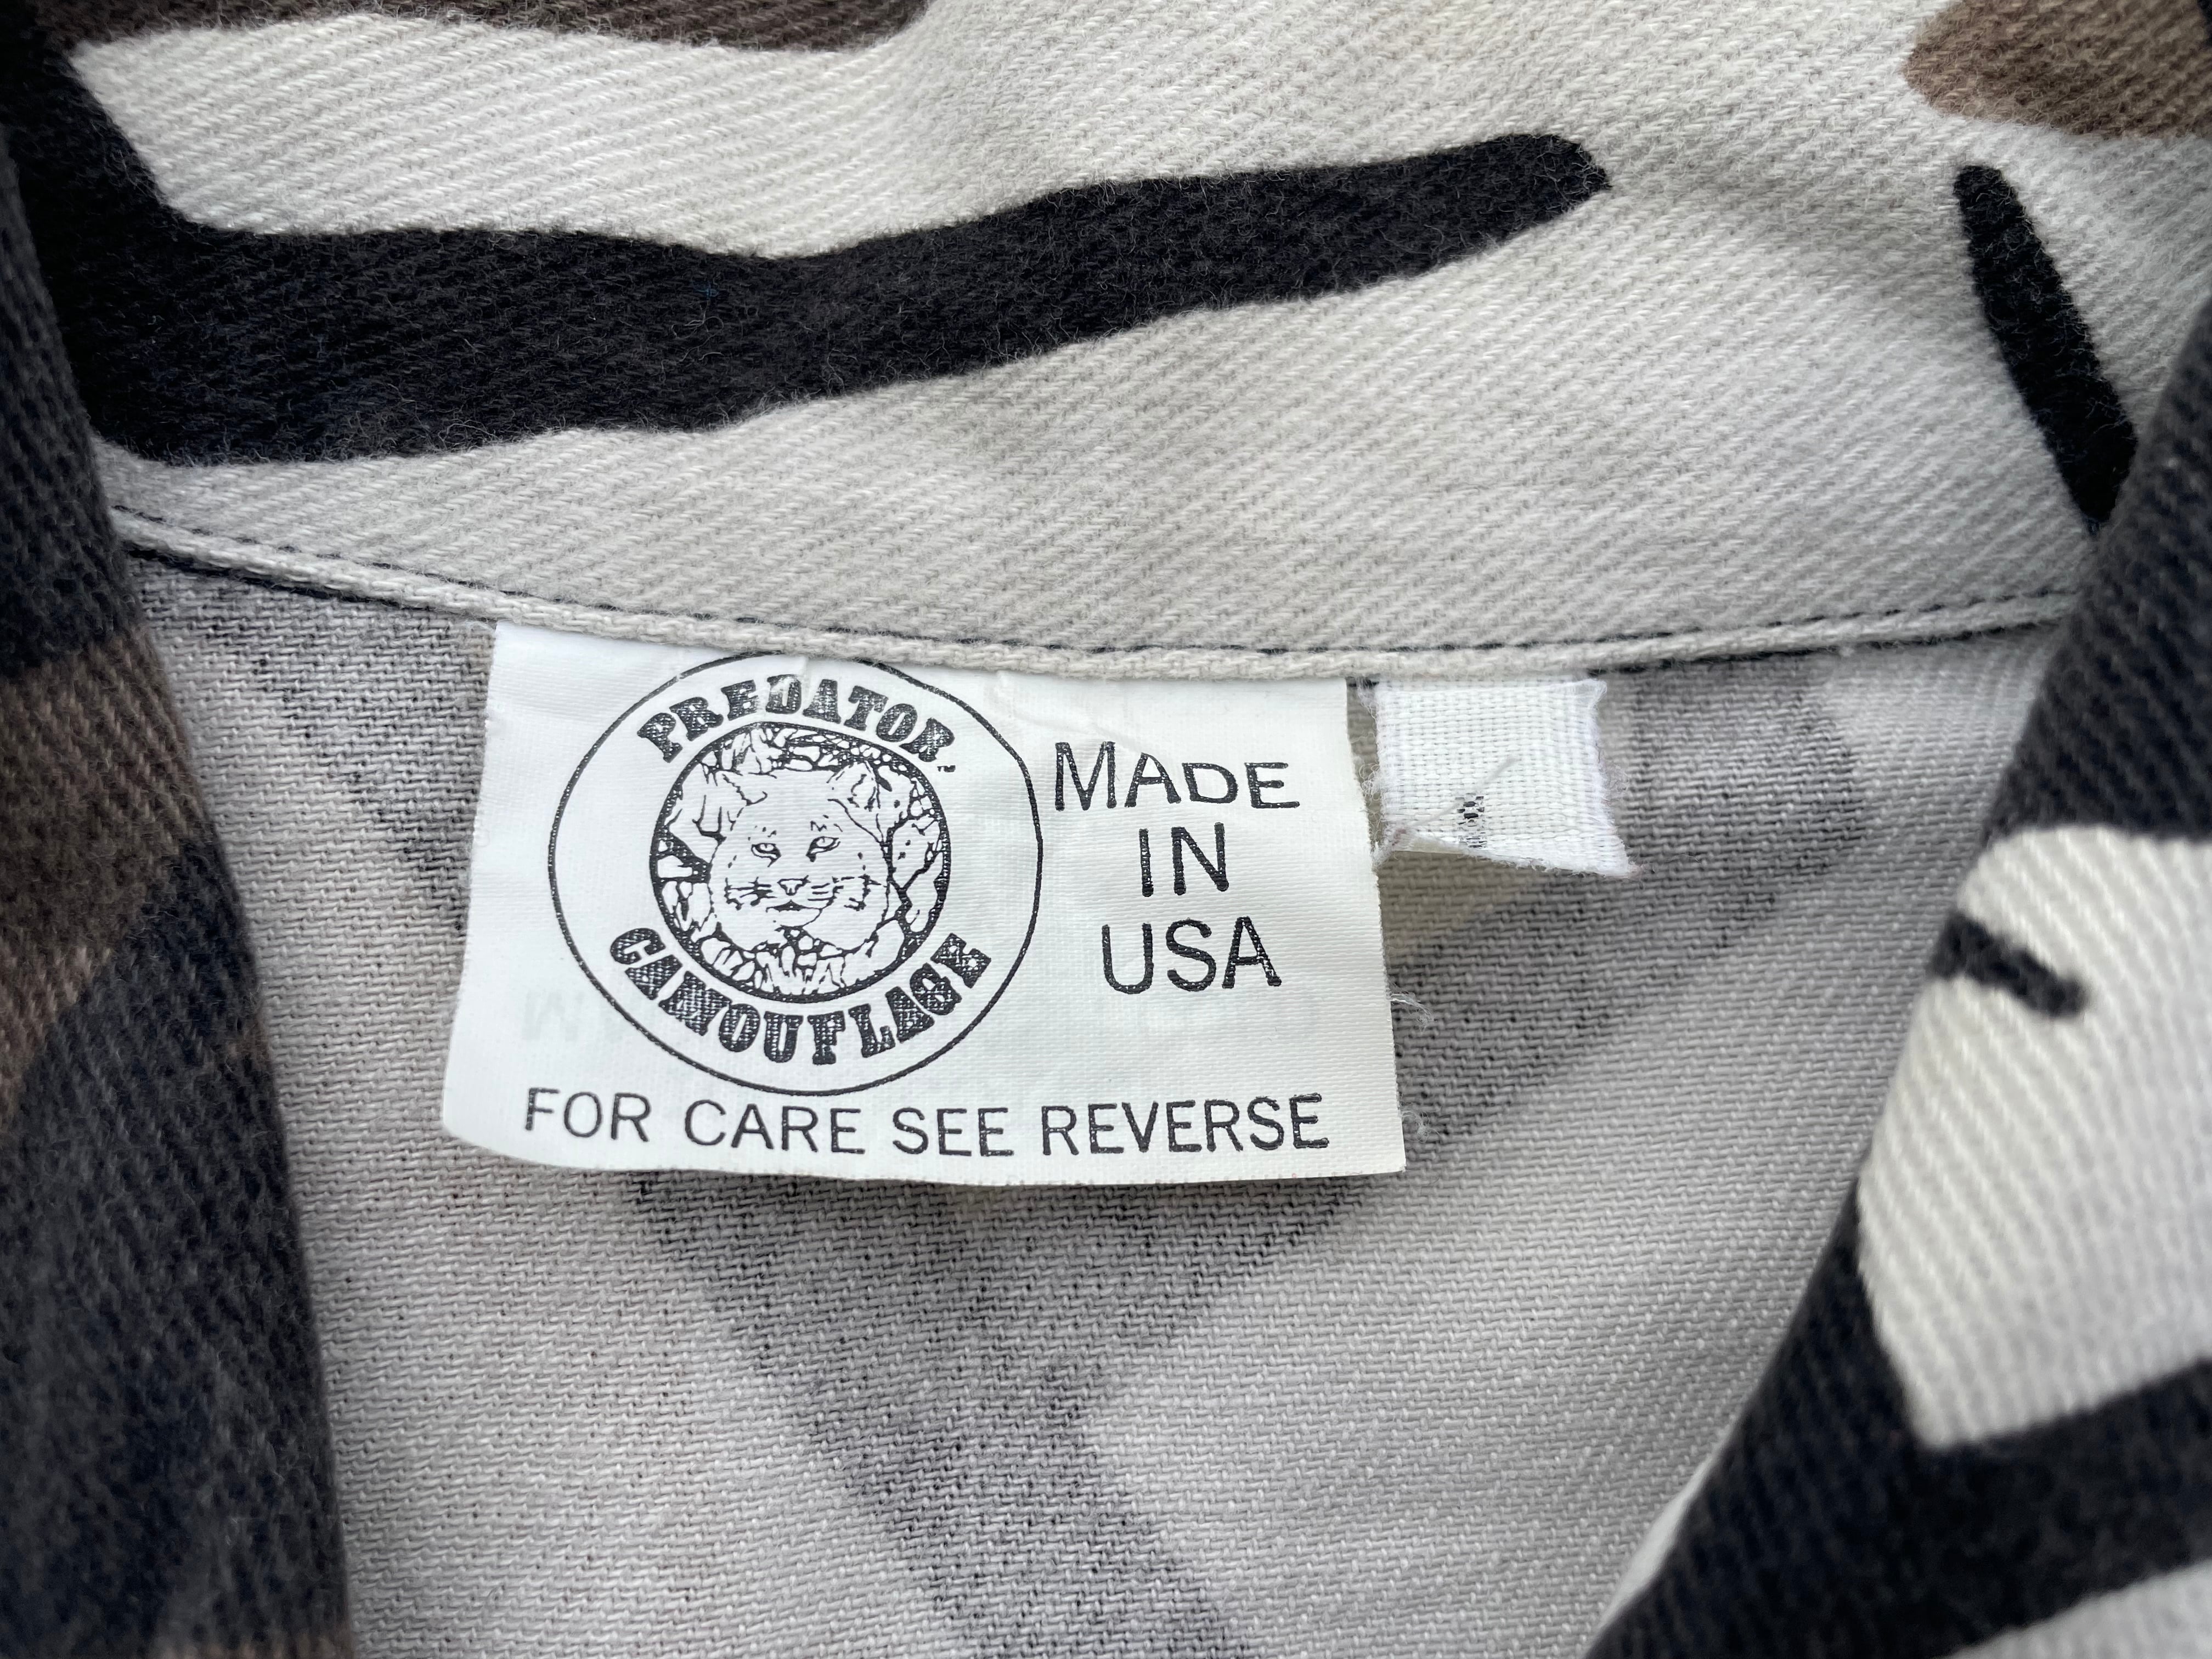 PREDATOR
CAMOUFLAGE
MADE
IN
USA
FOR CARE SEE REVERSE